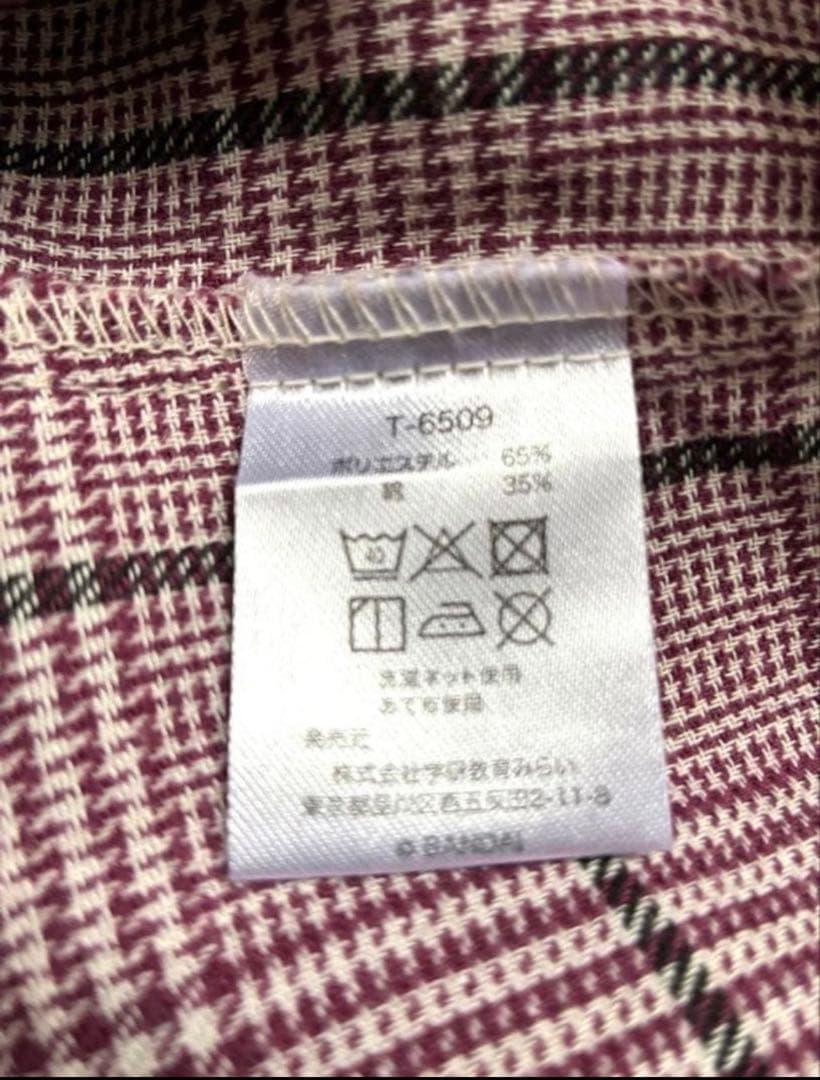 T-6509
ポリエステル 65%
綿 35%
40
洗濯ネット使用
あて布使用
発売元
株式会社学研教育みらい
東京都品川区西五反田2-11-8
© BANDAI